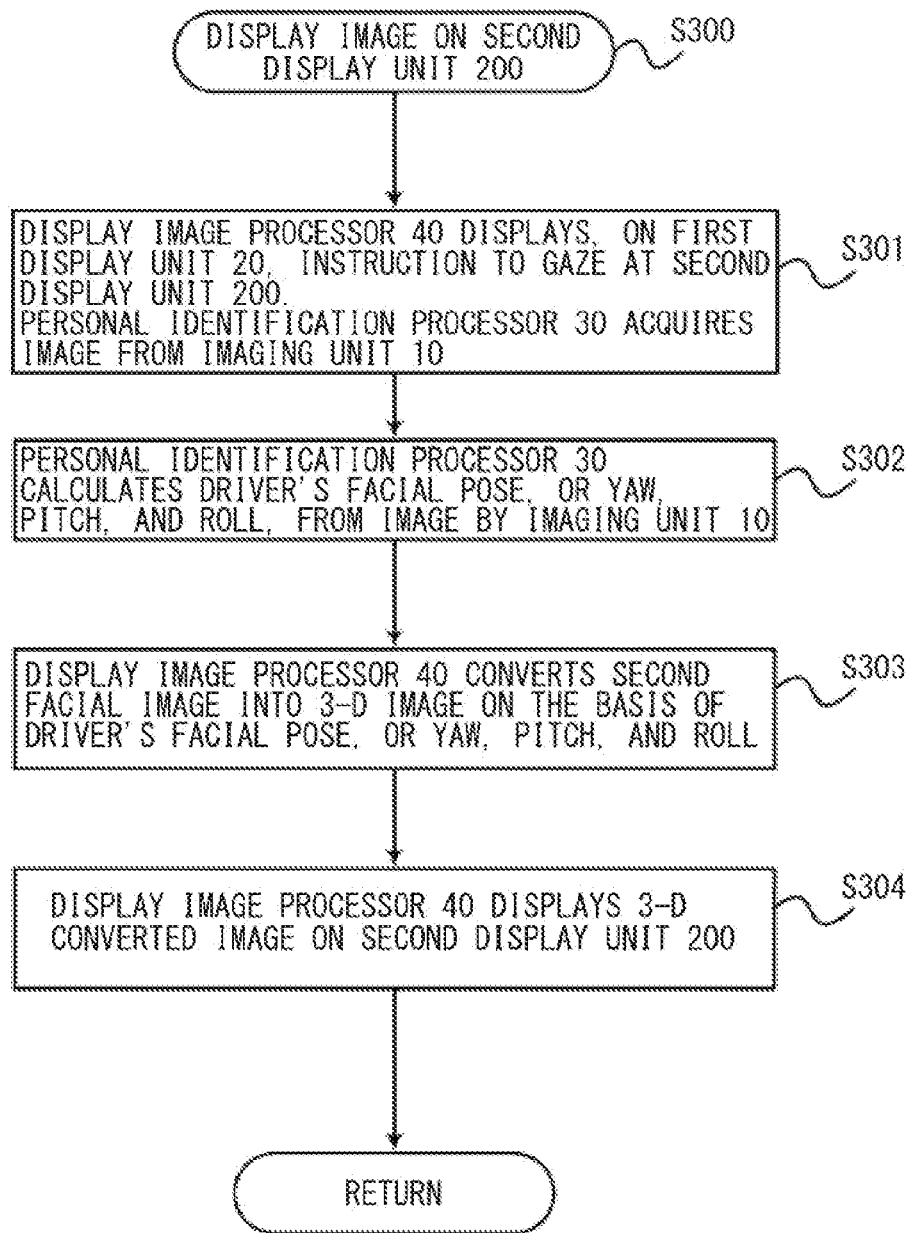 DISPLAY IMAGE ON SECOND
DISPLAY UNIT 200
S300
DISPLAY IMAGE PROCESSOR 40 DISPLAYS, ON FIRST
DISPLAY UNIT 20, INSTRUCTION TO GAZE AT SECOND
DISPLAY UNIT 200.
PERSONAL IDENTIFICATION PROCESSOR 30 ACQUIRES
IMAGE FROM IMAGING UNIT 10
S301
PERSONAL IDENTIFICATION PROCESSOR 30
CALCULATES DRIVER'S FACIAL POSE, OR YAW,
PITCH, AND ROLL, FROM IMAGE BY IMAGING UNIT 10
S302
DISPLAY IMAGE PROCESSOR 40 CONVERTS SECOND
FACIAL IMAGE INTO 3-D IMAGE ON THE BASIS OF
DRIVER'S FACIAL POSE, OR YAW, PITCH, AND ROLL
S303
DISPLAY IMAGE PROCESSOR 40 DISPLAYS 3-D
CONVERTED IMAGE ON SECOND DISPLAY UNIT 200
S304
RETURN